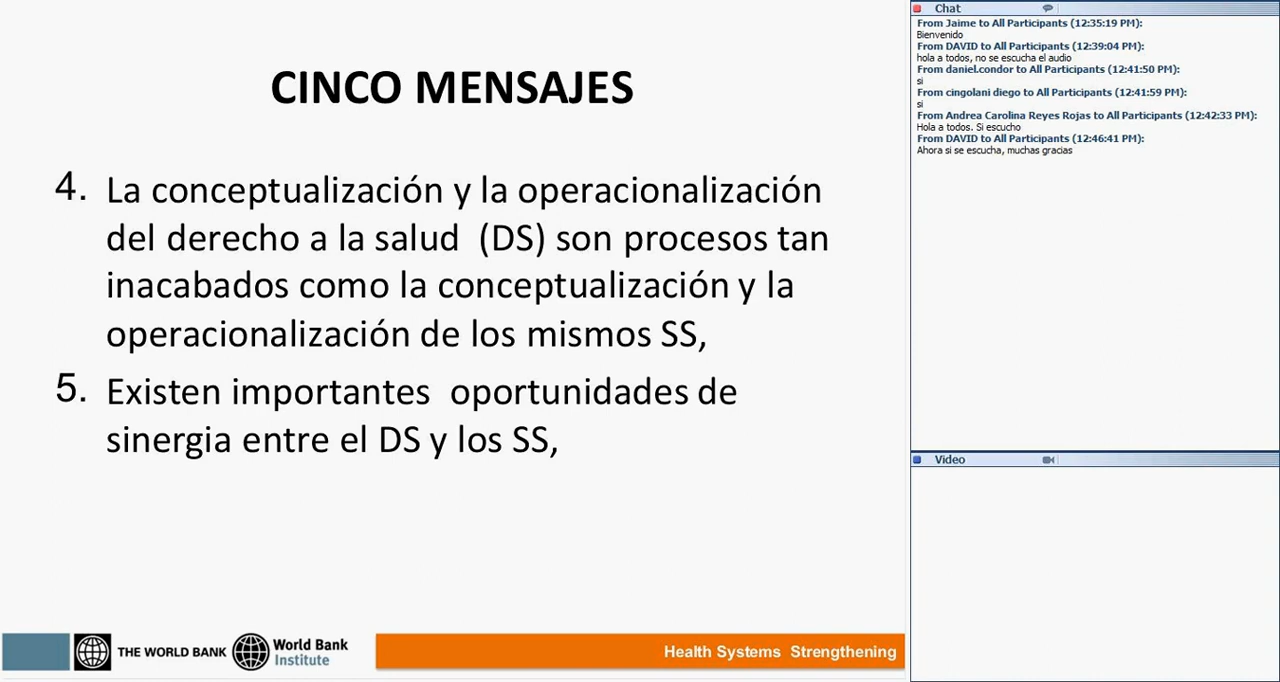 CINCO MENSAJES
4. La conceptualización y la operacionalización
del derecho a la salud (DS) son procesos tan
inacabados como la conceptualización y la
operacionalización de los mismos SS,
5. Existen importantes oportunidades de
sinergia entre el DS y los SS,
THE WORLD BANK
World Bank
Institute
Health Systems Strengthening
Chat
From Jaime to All Participants (12:35:19 PM):
Bienvenido
From DAVID to All Participants (12:39:04 PM):
hola a todos, no se escucha el audio
From daniel.condor to All Participants (12:41:50 PM):
si
From cingolani diego to All Participants (12:41:59 PM):
si
From Andrea Carolina Reyes Rojas to All Participants (12:42:33 PM):
Hola a todos. Si escucho
From DAVID to All Participants (12:46:41 PM):
Ahora si se escucha, muchas gracias
Video